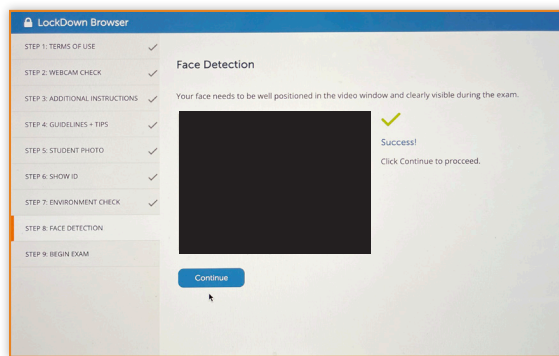 LockDown Browser
STEP 1: TERMS OF USE
STEP 2: WEBCAM CHECK
STEP 3: ADDITIONAL INSTRUCTIONS
STEP 4: GUIDELINES + TIPS
STEP 5: STUDENT PHOTO
STEP 6: SHOW ID
STEP 7: ENVIRONMENT CHECK
STEP 8: FACE DETECTION
STEP 9: BEGIN EXAM
Face Detection
Your face needs to be well positioned in the video window and clearly visible during the exam.
Success!
Click Continue to procceed.
Continue